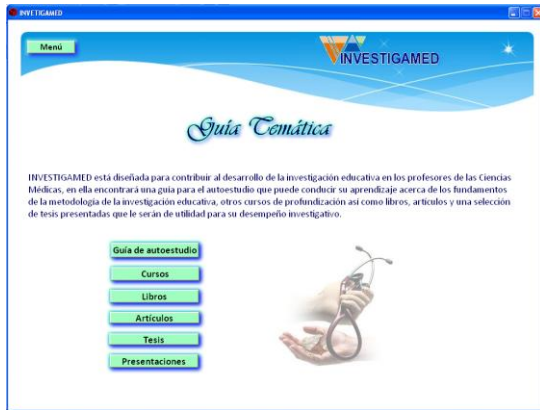 INVETIGAMED
Menú
INVESTIGAMED
Guía Temática
INVESTIGAMED está diseñada para contribuir al desarrollo de la investigación educativa en los profesores de las Ciencias
Médicas, en ella encontrará una guía para el autoestudio que puede conducir su aprendizaje acerca de los fundamentos
de la metodología de la investigación educativa, otros cursos de profundización así como libros, artículos y una selección
de tesis presentadas que le serán de utilidad para su desempeño investigativo.
Guía de autoestudio
Cursos
Libros
Artículos
Tesis
Presentaciones